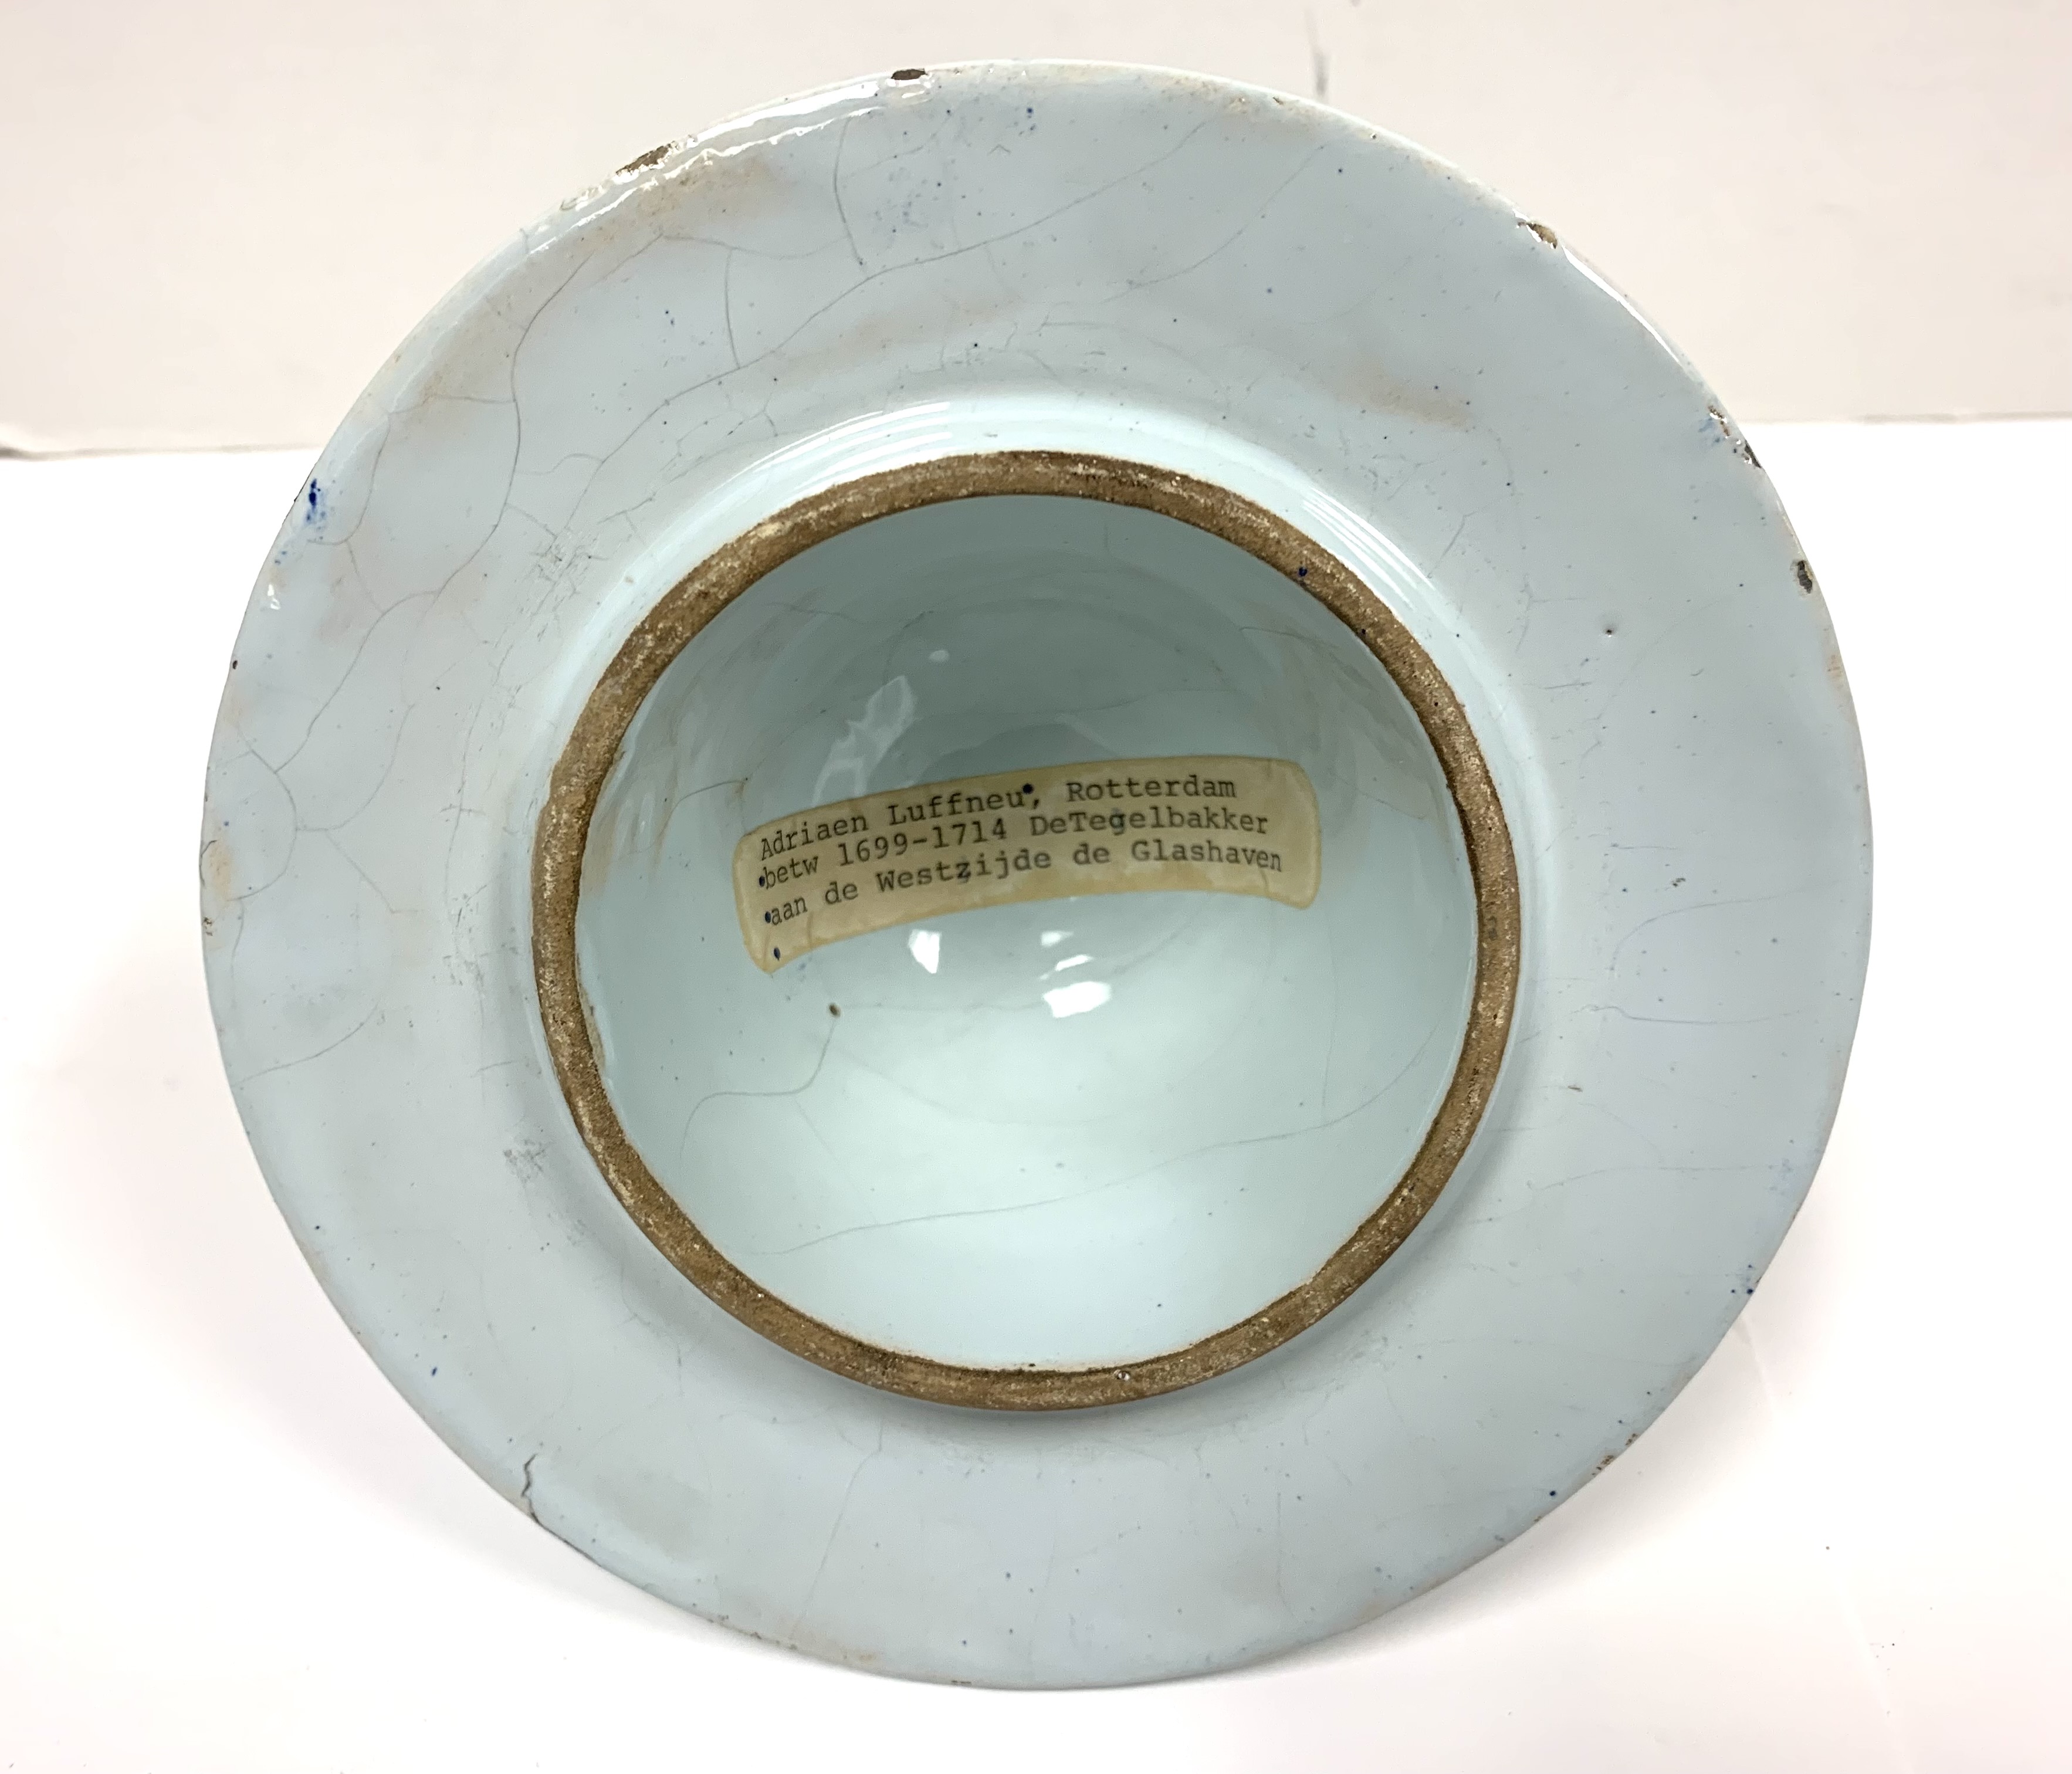 Adriaen Luffneu, Rotterdam
betw 1699-1714 DeTegelbakker
aan de Westzijde de Glashaven